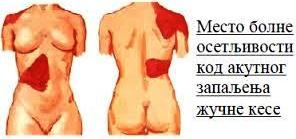 Место болне
осетљивости
код акутног
запаљења
жучне кесе